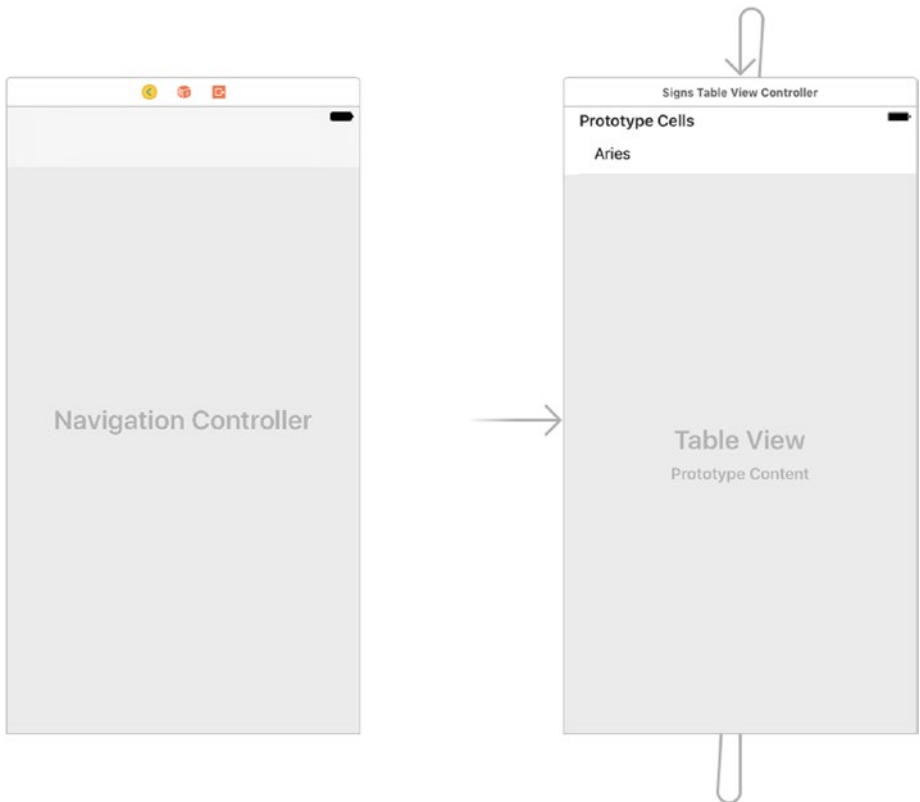 Navigation Controller
Signs Table View Controller
Prototype Cells
Aries
Table View
Prototype Content